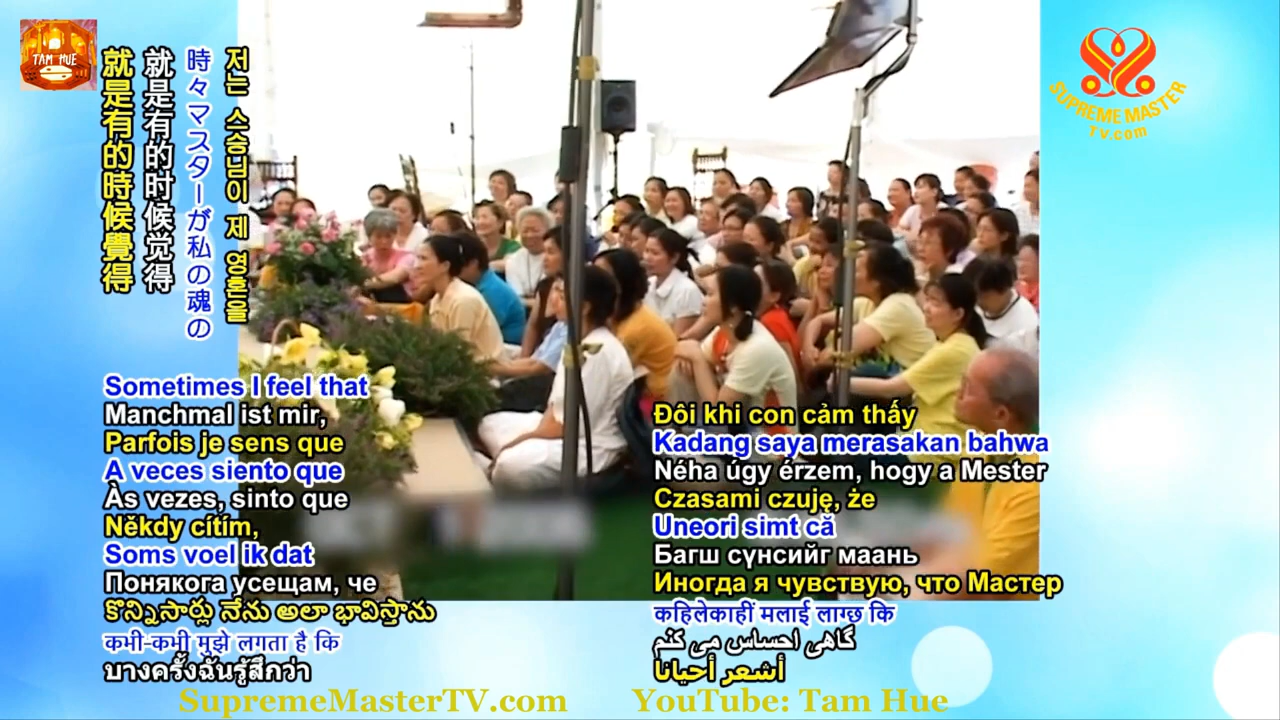 TAM HUE
SUPREME MASTER
TV.com
저는 스승님이 제 영혼을
時々マスターが私の魂の
就是有的时候觉得
就是有的時候覺得
Sometimes I feel that
Manchmal ist mir,
Parfois je sens que
A veces siento que
Às vezes, sinto que
Někdy cítím,
Soms voel ik dat
Понякога усещам, че
కొన్నిసార్లు నేను అలా భావిస్తాను
कभी-कभी मुझे लगता है कि
บางครั้งฉันรู้สึกว่า
Đôi khi con cảm thấy
Kadang saya merasakan bahwa
Néha úgy érzem, hogy a Mester
Czasami czuję, że
Uneori simt că
Багш сүнсийг маань
Иногда я чувствую, что Мастер
कहिलेकाहीं मलाई लाग्छ कि
گاهی احساس می کنم
أشعر أحيانا
SupremeMasterTV.com
YouTube: Tam Hue